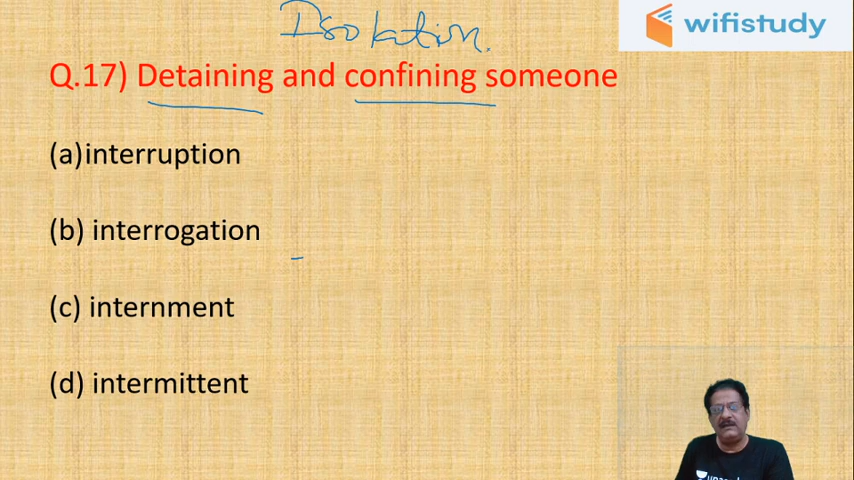 Isolation.
wifistudy
Q.17) Detaining and confining someone
(a)interruption
(b) interrogation
(c) internment
(d) intermittent